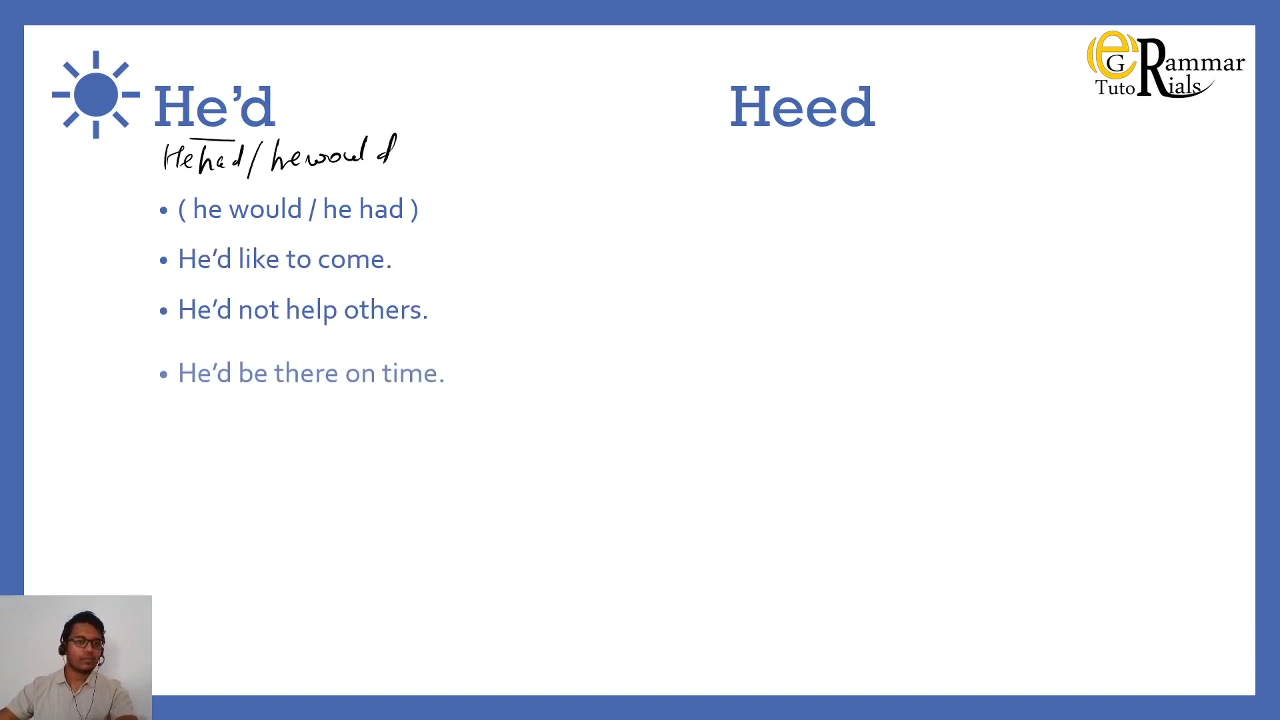 He’d
Heed
eGRammar
TutoRials
He had / he would
( he would / he had )
He’d like to come.
He’d not help others.
He’d be there on time.